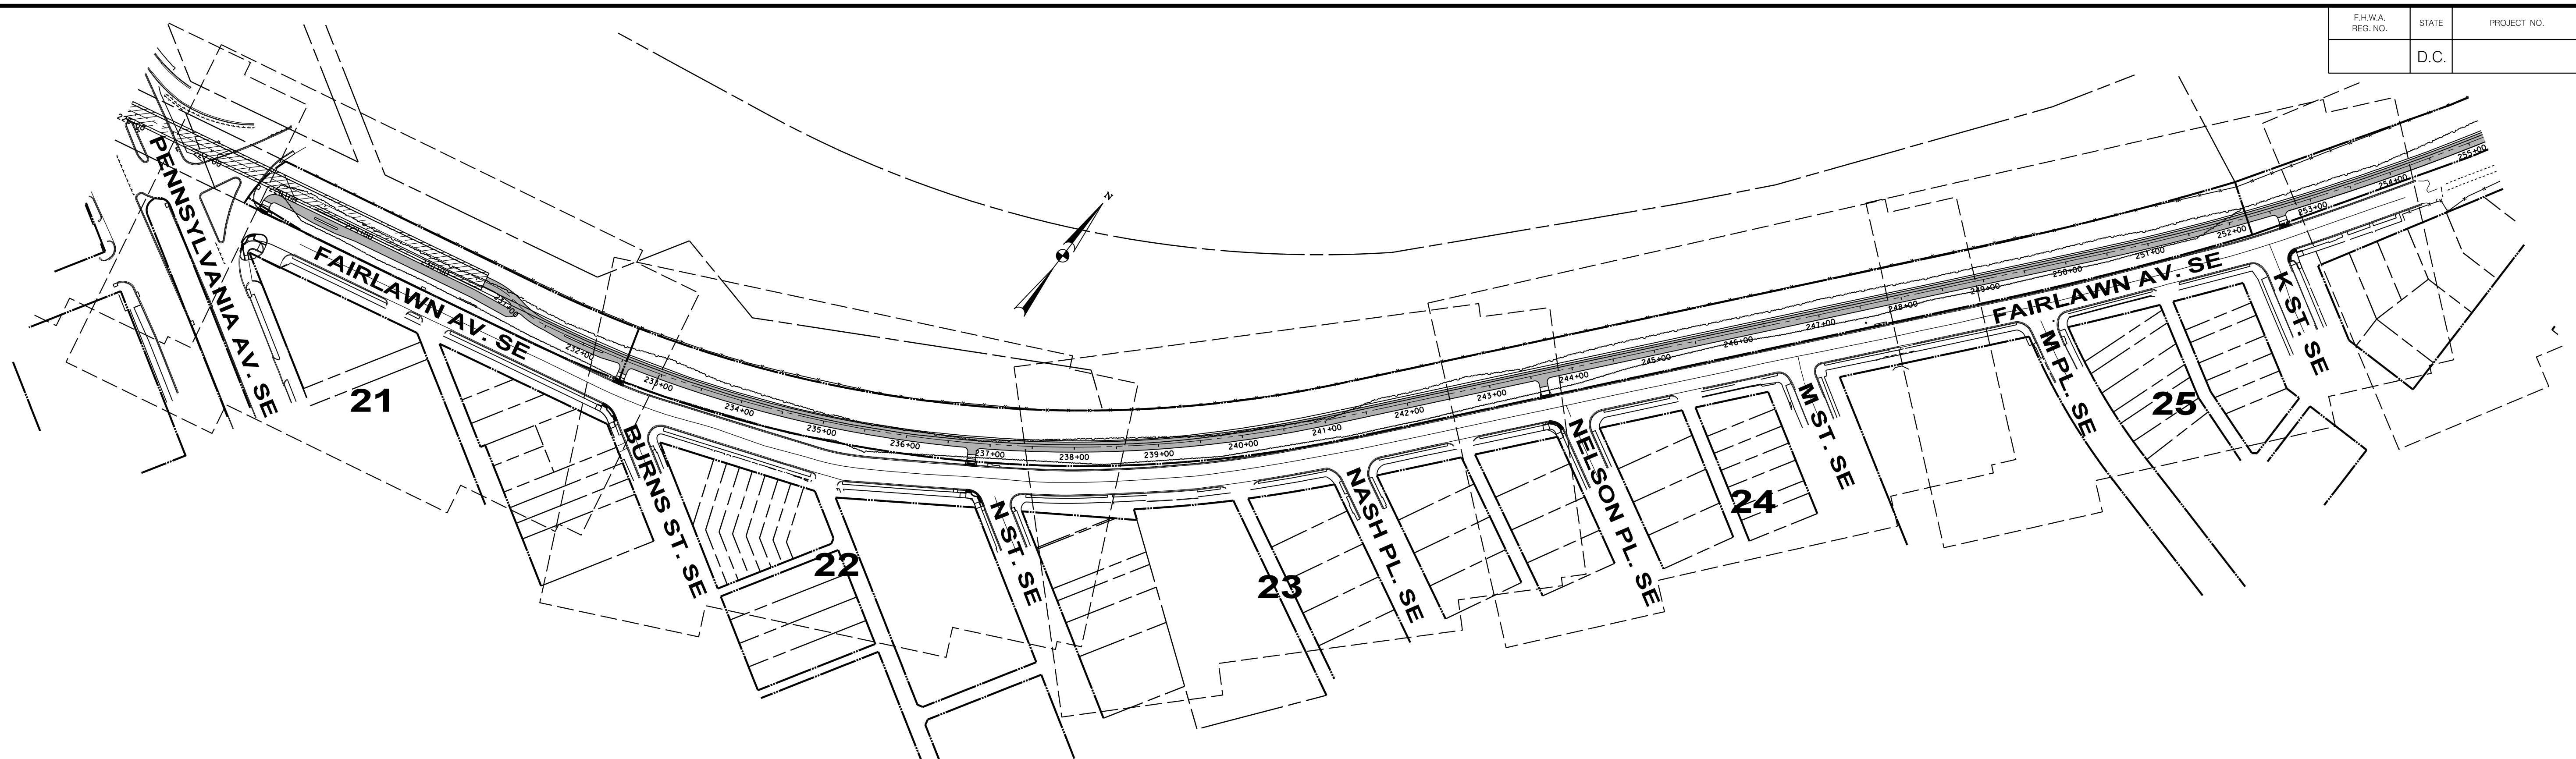 F.H.W.A.
REG. NO.
STATE
PROJECT NO.
D.C.
N
PENNSYLVANIA AV. SE
FAIRLAWN AV. SE
BURNS ST. SE
N ST. SE
NASH PL. SE
NELSON PL. SE
M ST. SE
FAIRLAWN AV. SE
M PL. SE
K ST. SE
21
22
23
24
25
230+00
231+00
232+00
233+00
234+00
235+00
236+00
237+00
238+00
239+00
240+00
241+00
242+00
243+00
244+00
245+00
246+00
247+00
248+00
249+00
250+00
251+00
252+00
253+00
254+00
255+00